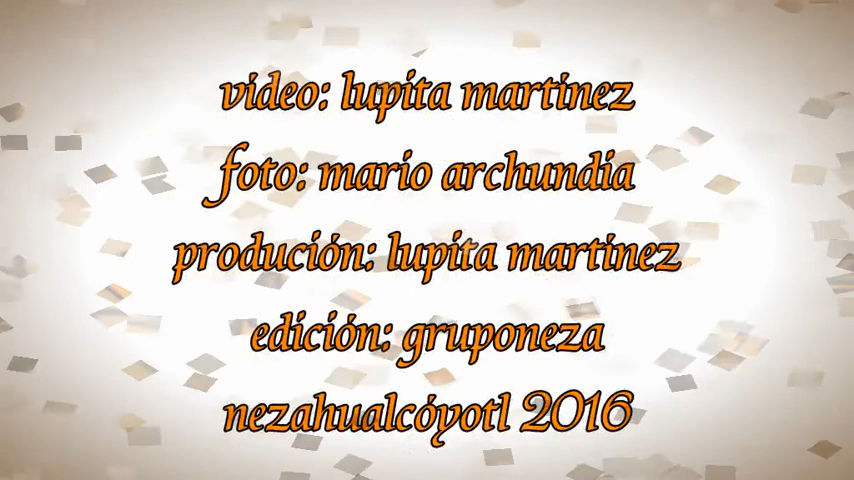 video: lupita martinez
foto: mario archundia
produción: lupita martinez
edición: gruponeza
nezahualcóyotl 2016